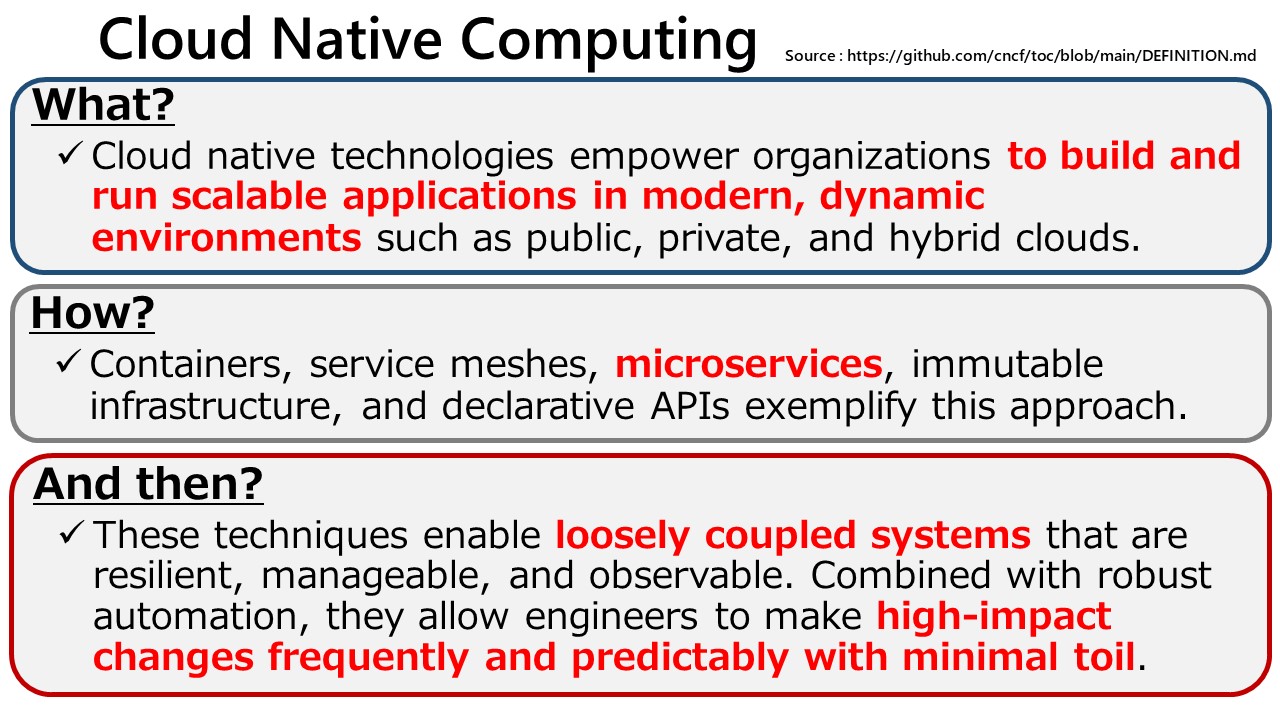 Cloud Native Computing
Source : https://github.com/cncf/toc/blob/main/DEFINITION.md
What?
✓ Cloud native technologies empower organizations to build and
run scalable applications in modern, dynamic
environments such as public, private, and hybrid clouds.
How?
✓ Containers, service meshes, microservices, immutable
infrastructure, and declarative APIs exemplify this approach.
And then?
✓ These techniques enable loosely coupled systems that are
resilient, manageable, and observable. Combined with robust
automation, they allow engineers to make high-impact
changes frequently and predictably with minimal toil.